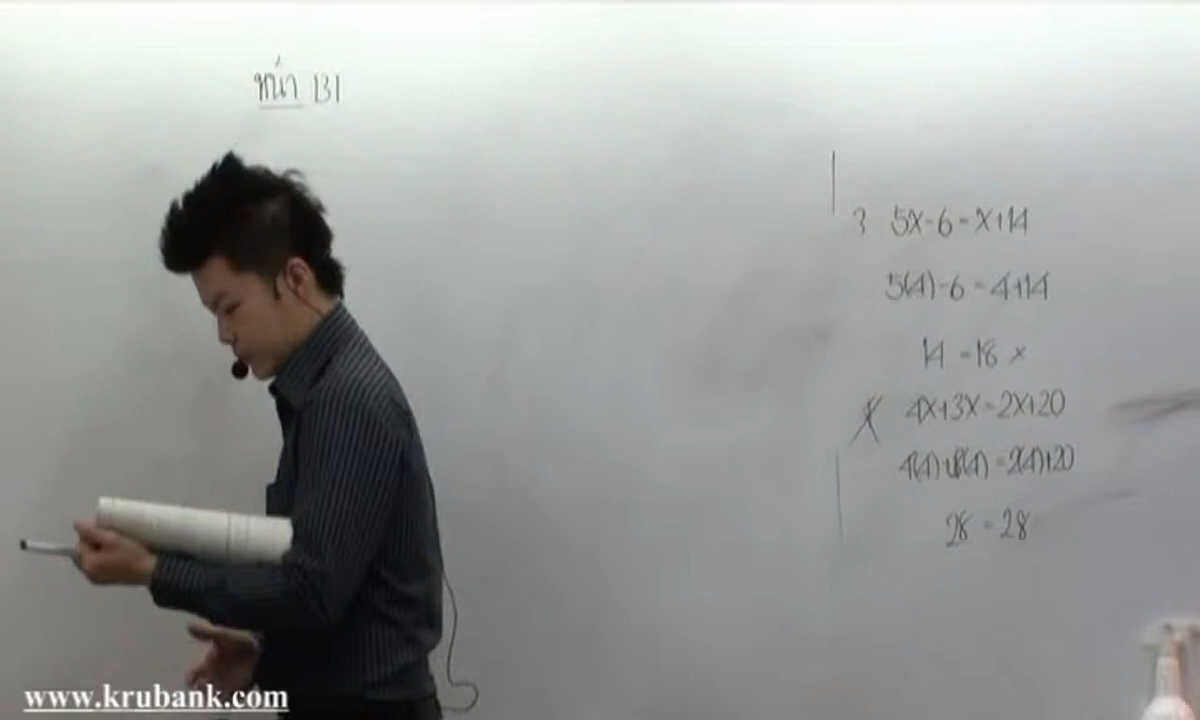 หน้า 131
3 5x-6=x+14
5(4)-6=4+14
14=18 ×
4x+3x=2x+20
4(4)+3(4)=2(4)+20
28=28
www.krubank.com